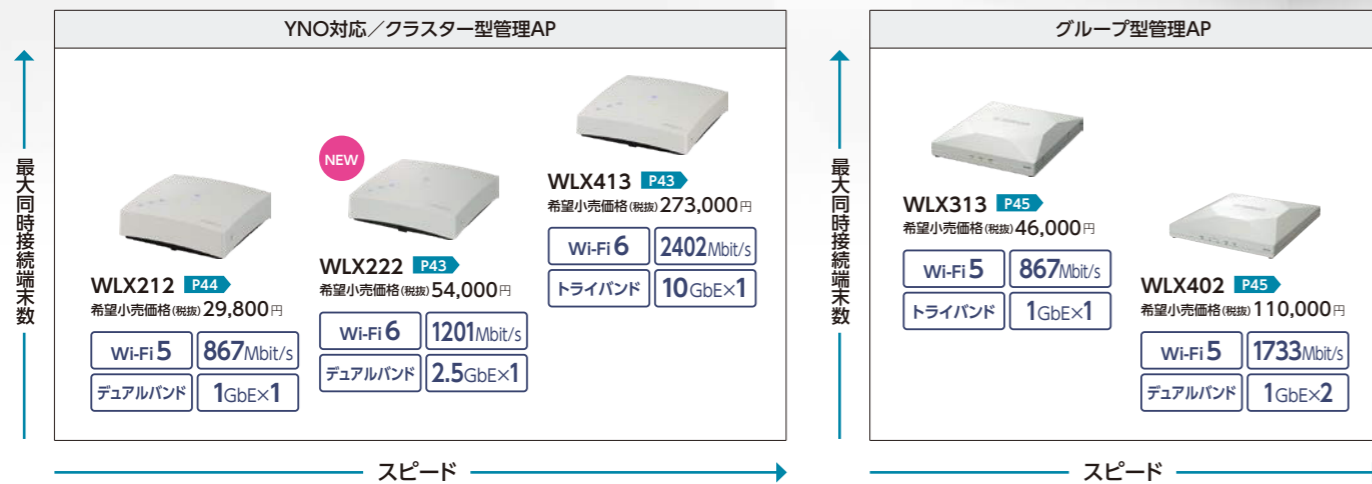 YNO対応／クラスター型管理AP
最大同時接続端末数
WLX212 P44
希望小売価格(税抜)29,800円
Wi-Fi 5 867Mbit/s
デュアルバンド 1GbE×1
NEW
WLX222 P43
希望小売価格(税抜)54,000円
Wi-Fi 6 1201Mbit/s
デュアルバンド 2.5GbE×1
WLX413 P43
希望小売価格(税抜)273,000円
Wi-Fi 6 2402Mbit/s
トライバンド 10GbE×1
スピード
グループ型管理AP
最大同時接続端末数
WLX313 P45
希望小売価格(税抜)46,000円
Wi-Fi 5 867Mbit/s
トライバンド 1GbE×1
WLX402 P45
希望小売価格(税抜)110,000円
Wi-Fi 5 1733Mbit/s
デュアルバンド 1GbE×2
スピード